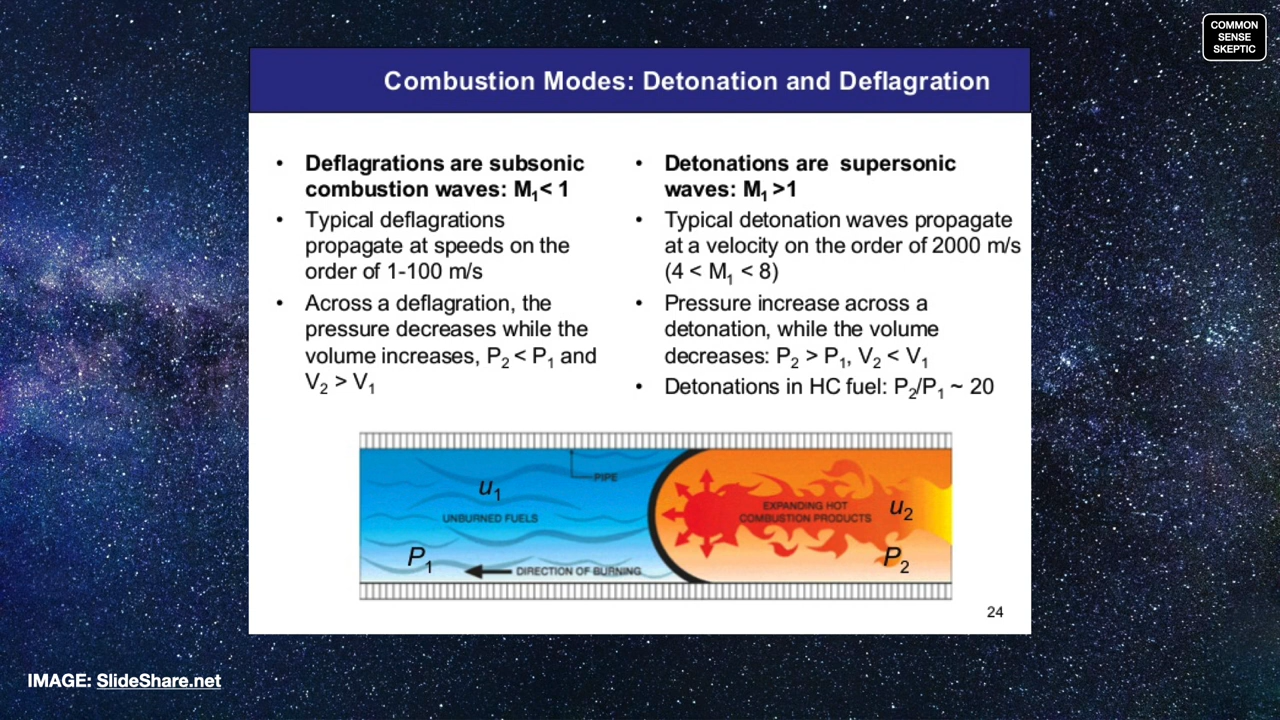 COMMON
SENSE
SKEPTIC
Combustion Modes: Detonation and Deflagration
• Deflagrations are subsonic
combustion waves: M₁< 1
• Typical deflagrations
propagate at speeds on the
order of 1-100 m/s
• Across a deflagration, the
pressure decreases while the
volume increases, P₂ < P₁ and
V₂ > V₁
• Detonations are supersonic
waves: M₁ >1
• Typical detonation waves propagate
at a velocity on the order of 2000 m/s
(4 < M₁ < 8)
• Pressure increase across a
detonation, while the volume
decreases: P₂ > P₁, V₂ < V₁
• Detonations in HC fuel: P₂/P₁ ~ 20
PIPE
u₁
UNBURNED FUELS
P₁
DIRECTION OF BURNING
EXPANDING HOT
COMBUSTION PRODUCTS
u₂
P₂
24
IMAGE: SlideShare.net